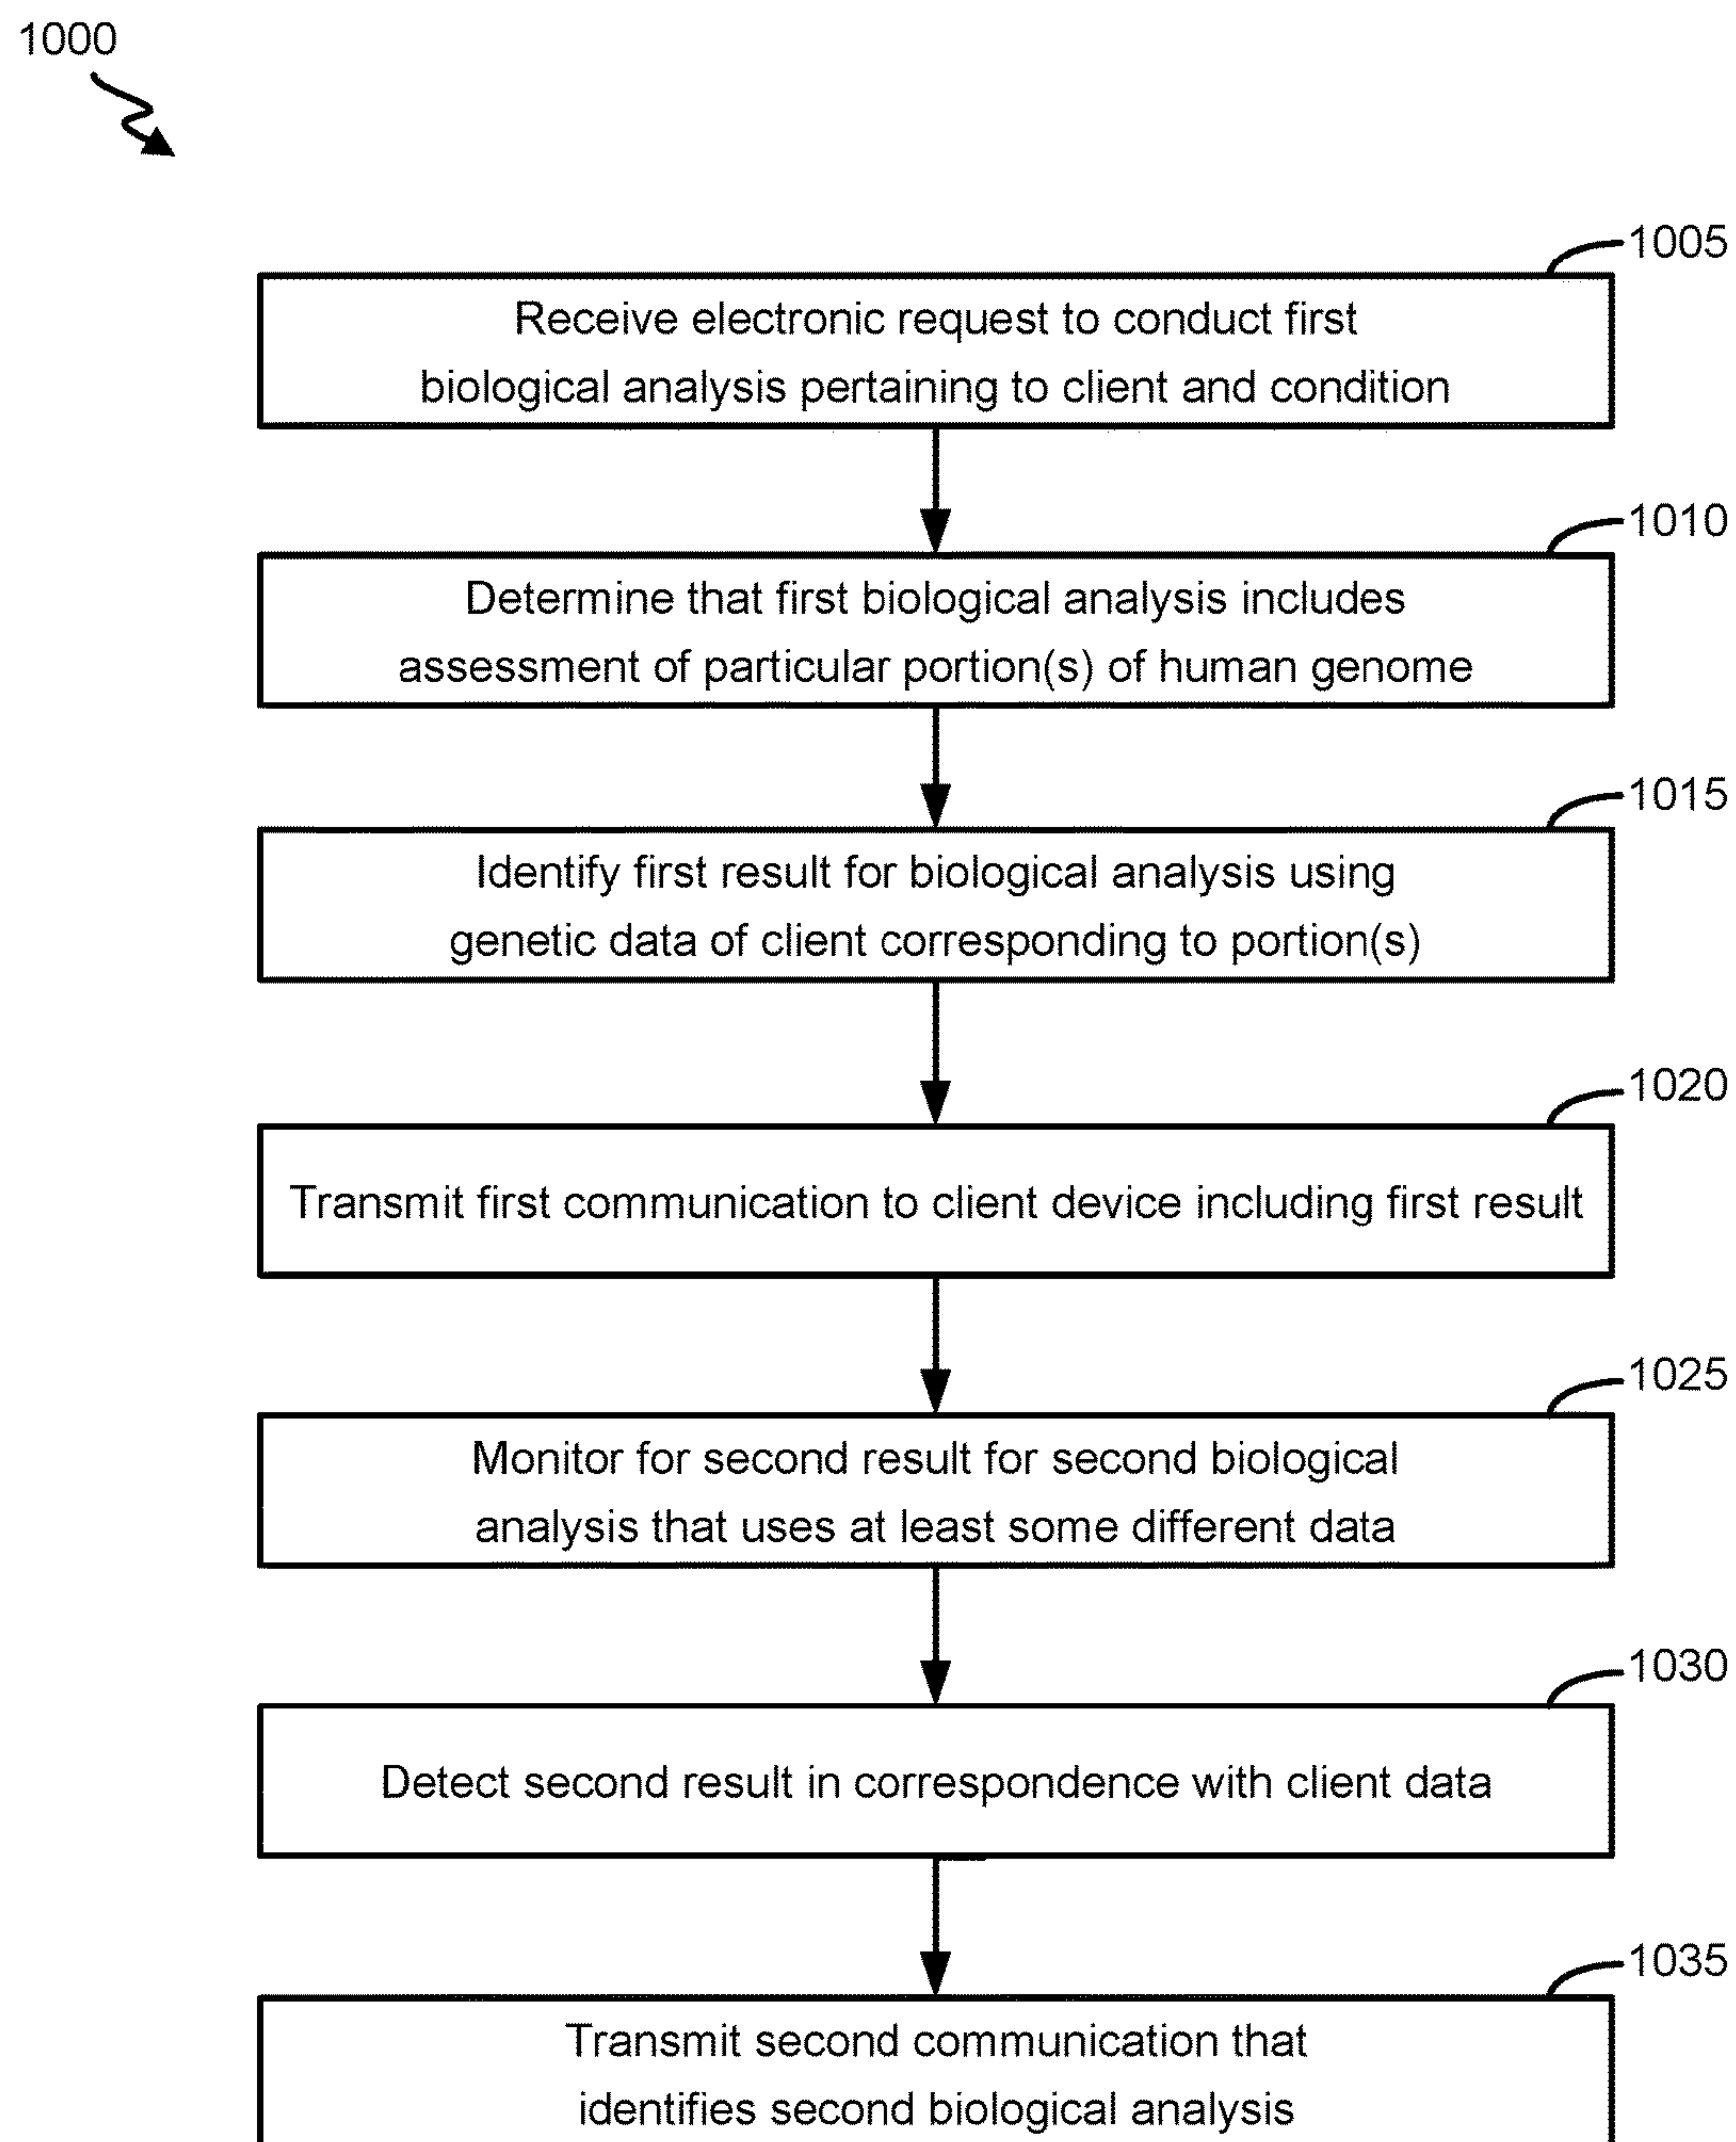 1000
1005
Receive electronic request to conduct first
biological analysis pertaining to client and condition
1010
Determine that first biological analysis includes
assessment of particular portion(s) of human genome
1015
Identify first result for biological analysis using
genetic data of client corresponding to portion(s)
1020
Transmit first communication to client device including first result
1025
Monitor for second result for second biological
analysis that uses at least some different data
1030
Detect second result in correspondence with client data
1035
Transmit second communication that
identifies second biological analysis